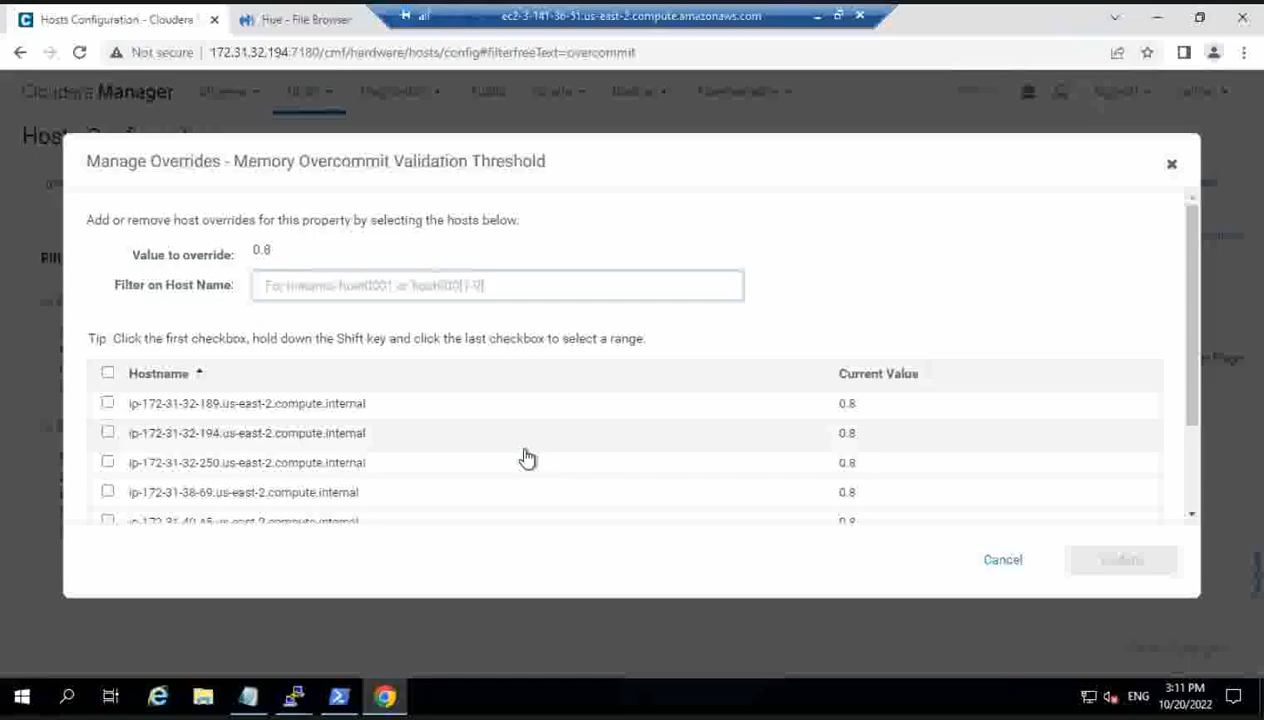 Hosts Configuration - Cloudera
Hue - File Browser
ec2-3-141-36-51.us-east-2.compute.amazonaws.com
Not secure
172.31.32.194:7180/cmf/hardware/hosts/config#filterfreeText=overcommit
Cloudera Manager
Manage Overrides - Memory Overcommit Validation Threshold
Add or remove host overrides for this property by selecting the hosts below.
Value to override:
0.8
Filter on Host Name:
Tip: Click the first checkbox, hold down the Shift key and click the last checkbox to select a range.
Hostname
Current Value
ip-172-31-32-189.us-east-2.compute.internal
0.8
ip-172-31-32-194.us-east-2.compute.internal
0.8
ip-172-31-32-250.us-east-2.compute.internal
0.8
ip-172-31-38-69.us-east-2.compute.internal
0.8
0.8
Cancel
Update
ENG
3:11 PM
10/20/2022